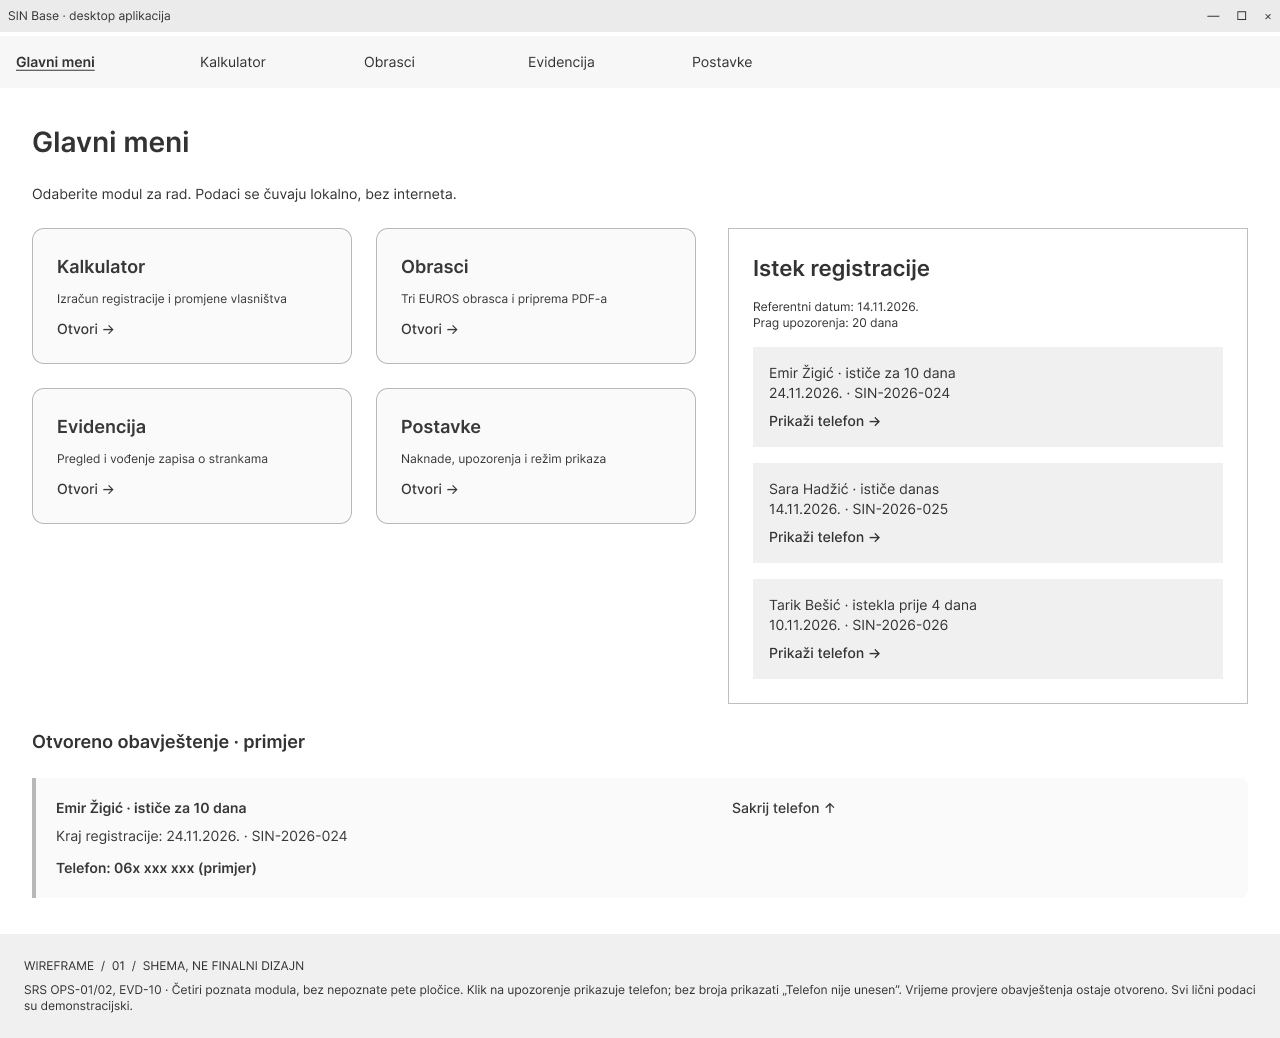 SIN Base · desktop aplikacija
Glavni meni
Kalkulator
Obrasci
Evidencija
Postavke
Glavni meni
Odaberite modul za rad. Podaci se čuvaju lokalno, bez interneta.
Kalkulator
Izračun registracije i promjene vlasništva
Otvori →
Obrasci
Tri EUROS obrasca i priprema PDF-a
Otvori →
Evidencija
Pregled i vođenje zapisa o strankama
Otvori →
Postavke
Naknade, upozorenja i režim prikaza
Otvori →
Istek registracije
Referentni datum: 14.11.2026.
Prag upozorenja: 20 dana
Emir Žigić · ističe za 10 dana
24.11.2026. · SIN-2026-024
Prikaži telefon →
Sara Hadžić · ističe danas
14.11.2026. · SIN-2026-025
Prikaži telefon →
Tarik Bešić · istekla prije 4 dana
10.11.2026. · SIN-2026-026
Prikaži telefon →
Otvoreno obavještenje · primjer
Emir Žigić · ističe za 10 dana
Sakrij telefon ↑
Kraj registracije: 24.11.2026. · SIN-2026-024
Telefon: 06x xxx xxx (primjer)
WIREFRAME / 01 / SHEMA, NE FINALNI DIZAJN
SRS OPS-01/02, EVD-10 · Četiri poznata modula, bez nepoznate pete pločice. Klik na upozorenje prikazuje telefon; bez broja prikazati „Telefon nije unesen”. Vrijeme provjere obavještenja ostaje otvoreno. Svi lični podaci
su demonstracijski.